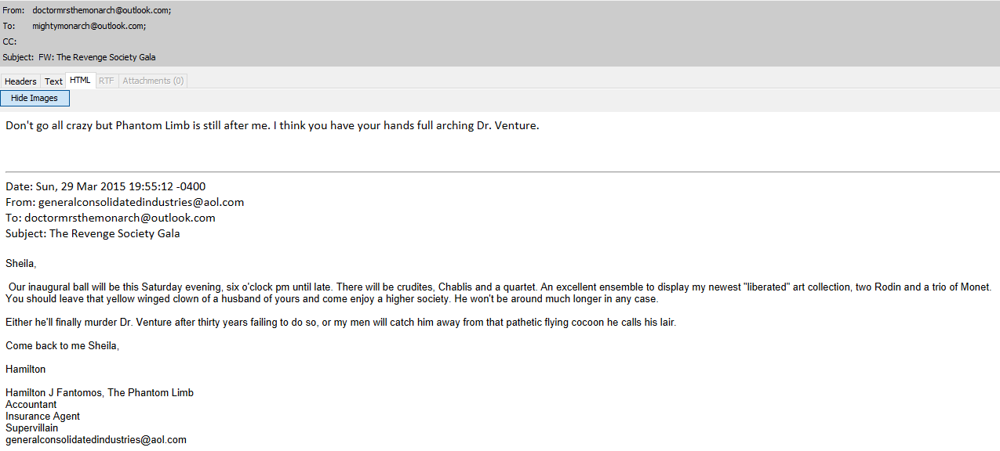 From: doctormrsthemonarch@outlook.com;
To: mightymonarch@outlook.com;
CC:
Subject: FW: The Revenge Society Gala
Headers Text HTML RTF Attachments (0)
Hide Images
Don't go all crazy but Phantom Limb is still after me. I think you have your hands full arching Dr. Venture.
Date: Sun, 29 Mar 2015 19:55:12 -0400
From: generalconsolidatedindustries@aol.com
To: doctormrsthemonarch@outlook.com
Subject: The Revenge Society Gala
Sheila,
Our inaugural ball will be this Saturday evening, six o'clock pm until late. There will be crudites, Chablis and a quartet. An excellent ensemble to display my newest "liberated" art collection, two Rodin and a trio of Monet.
You should leave that yellow winged clown of a husband of yours and come enjoy a higher society. He won't be around much longer in any case.
Either he'll finally murder Dr. Venture after thirty years failing to do so, or my men will catch him away from that pathetic flying cocoon he calls his lair.
Come back to me Sheila,
Hamilton
Hamilton J Fantomos, The Phantom Limb
Accountant
Insurance Agent
Supervillain
generalconsolidatedindustries@aol.com